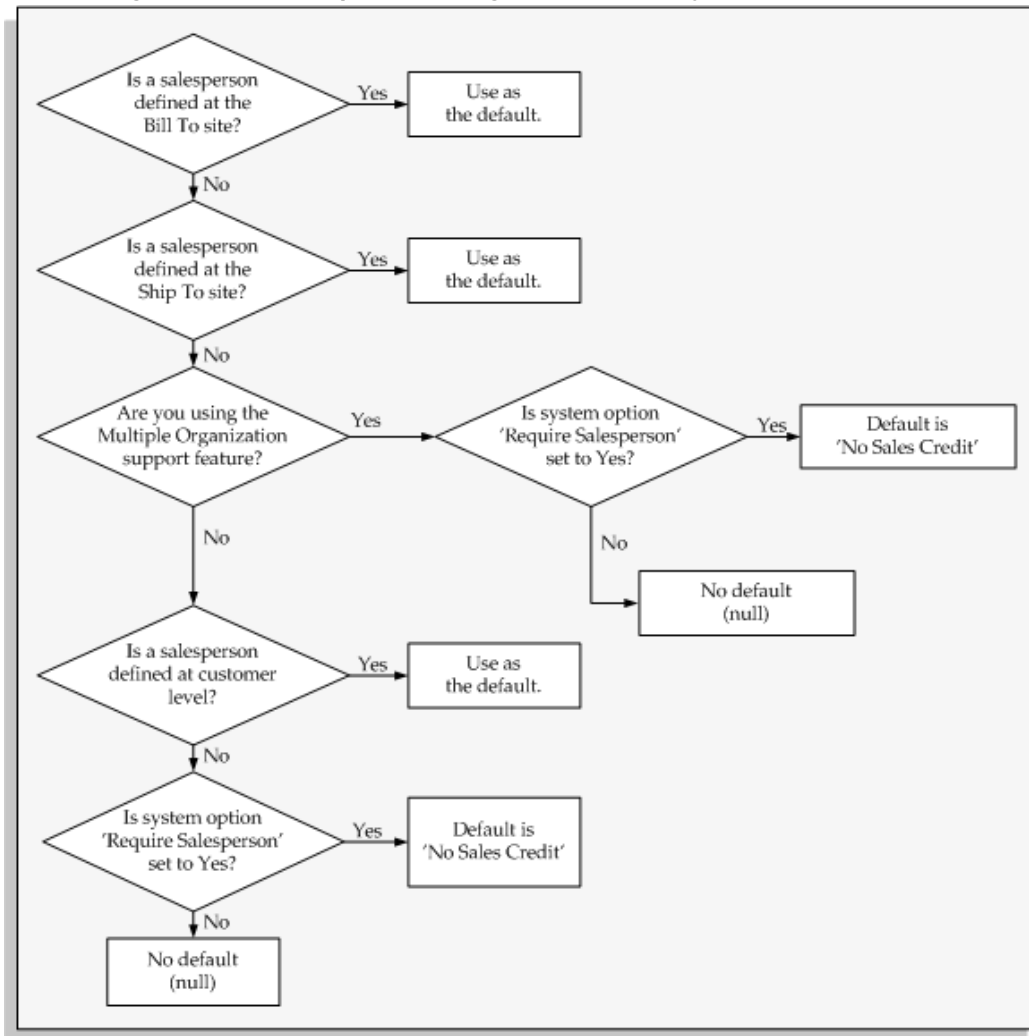 Is a salesperson
defined at the
Bill To site?
Yes
Use as
the default.
No
Is a salesperson
defined at the
Ship To site?
Yes
Use as
the default.
No
Are you using the
Multiple Organization
support feature?
Yes
Is system option
'Require Salesperson'
set to Yes?
Yes
Default is
'No Sales Credit'
No
No default
(null)
No
Is a salesperson
defined at customer
level?
Yes
Use as
the default.
No
Is system option
'Require Salesperson'
set to Yes?
Yes
Default is
'No Sales Credit'
No
No default
(null)